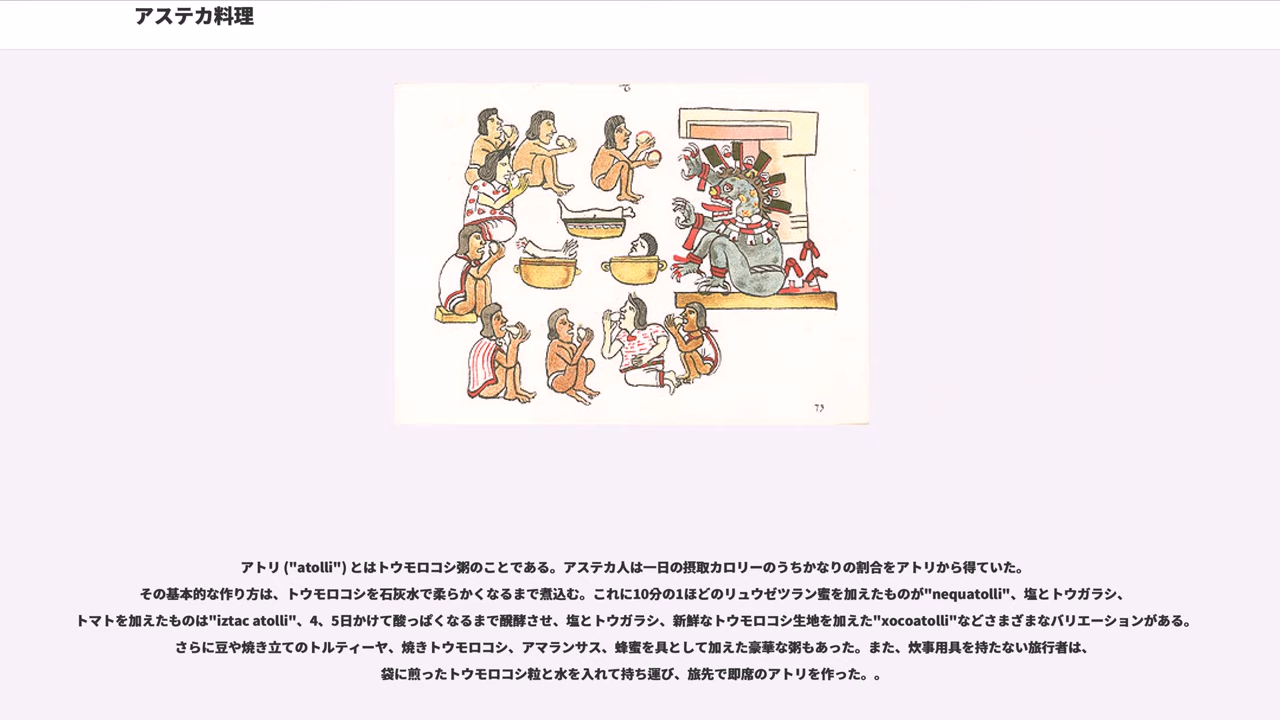 アステカ料理
73
アトリ ("atolli") とはトウモロコシ粥のことである。アステカ人は一日の摂取カロリーのうちかなりの割合をアトリから得ていた。
その基本的な作り方は、トウモロコシを石灰水で柔らかくなるまで煮込む。これに10分の1ほどのリュウゼツラン蜜を加えたものが"nequatolli"、塩とトウガラシ、
トマトを加えたものは"iztac atolli"、4、5日かけて酸っぱくなるまで醗酵させ、塩とトウガラシ、新鮮なトウモロコシ生地を加えた"xocoatolli"などさまざまなバリエーションがある。
さらに豆や焼き立てのトルティーヤ、焼きトウモロコシ、アマランサス、蜂蜜を具として加えた豪華な粥もあった。また、炊事用具を持たない旅行者は、
袋に煎ったトウモロコシ粒と水を入れて持ち運び、旅先で即席のアトリを作った。。